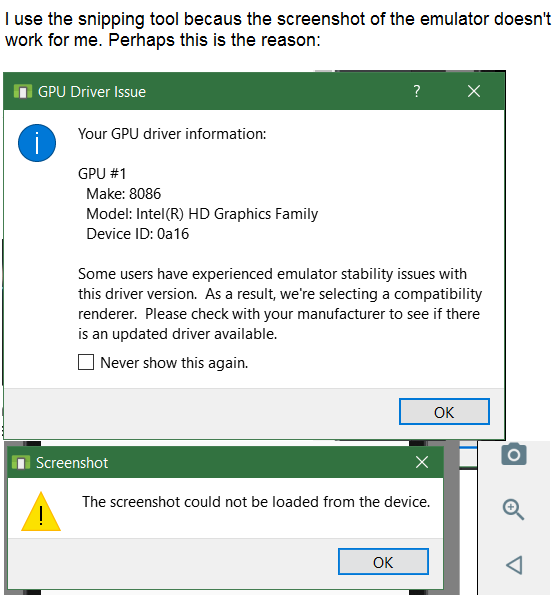 I use the snipping tool becaus the screenshot of the emulator doesn't
work for me. Perhaps this is the reason:
GPU Driver Issue
?
Your GPU driver information:
GPU #1
Make: 8086
Model: Intel(R) HD Graphics Family
Device ID: 0a16
Some users have experienced emulator stability issues with
this driver version.  As a result, we're selecting a compatibility
renderer.  Please check with your manufacturer to see if there
is an updated driver available.
Never show this again.
OK
Screenshot
The screenshot could not be loaded from the device.
OK